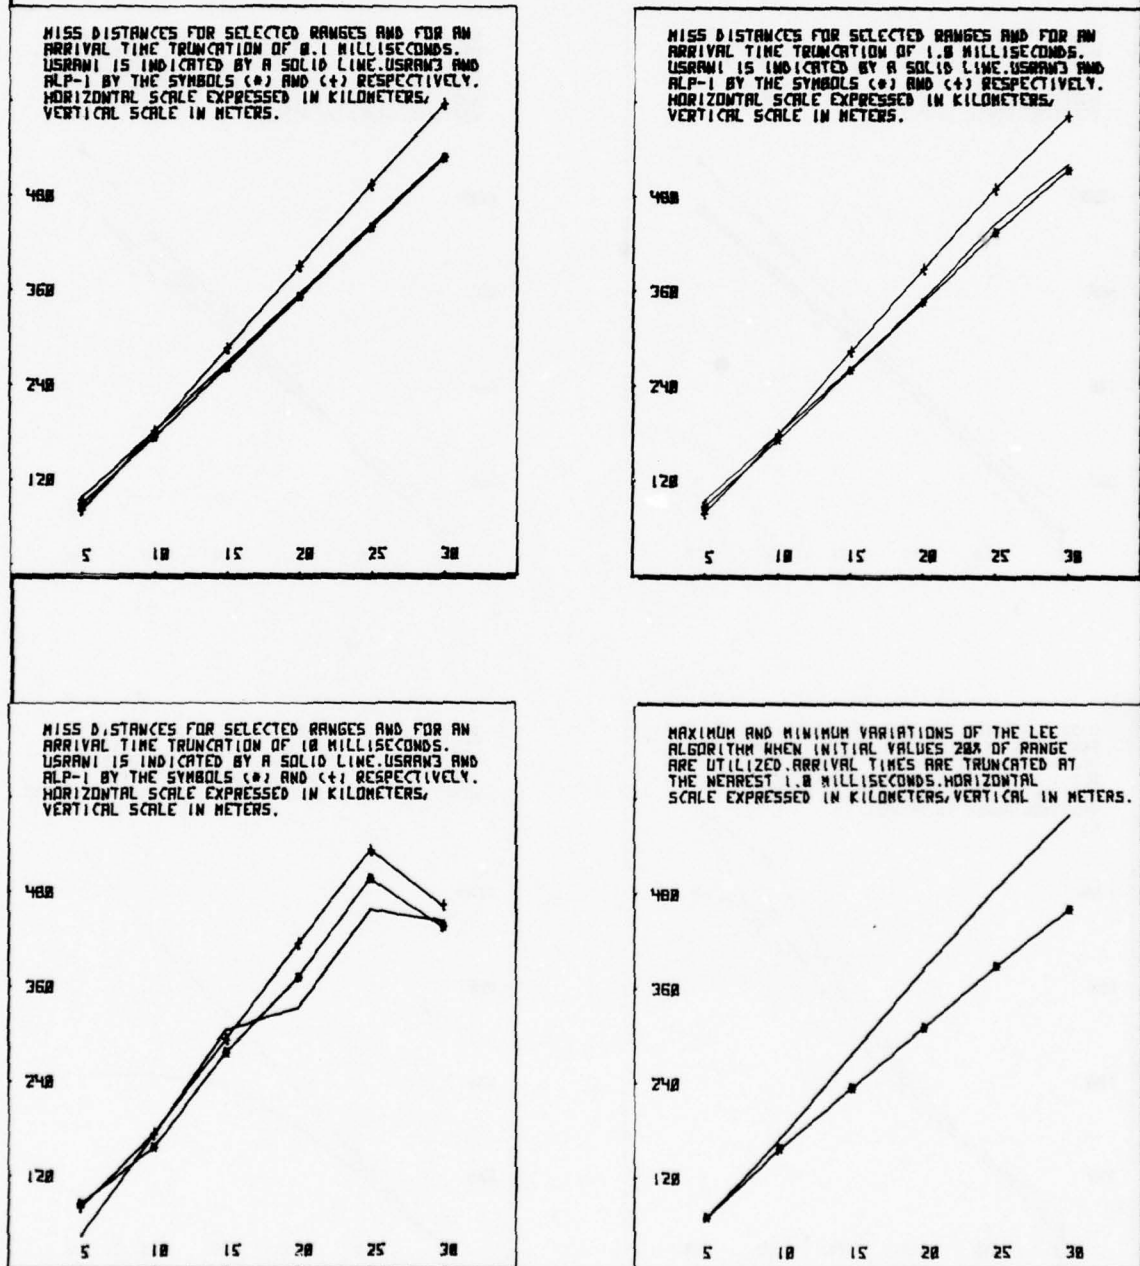 MISS DISTANCES FOR SELECTED RANGES AND FOR AN
ARRIVAL TIME TRUNCATION OF 0.1 MILLISECONDS.
USRAN1 IS INDICATED BY A SOLID LINE.USRAN3 AND
ALP-1 BY THE SYMBOLS (*) AND (+) RESPECTIVELY.
HORIZONTAL SCALE EXPRESSED IN KILOMETERS,
VERTICAL SCALE IN METERS.
480
360
240
120
5 10 15 20 25 30
MISS DISTANCES FOR SELECTED RANGES AND FOR AN
ARRIVAL TIME TRUNCATION OF 1.0 MILLISECONDS.
USRAN1 IS INDICATED BY A SOLID LINE.USRAN3 AND
ALP-1 BY THE SYMBOLS (*) AND (+) RESPECTIVELY.
HORIZONTAL SCALE EXPRESSED IN KILOMETERS,
VERTICAL SCALE IN METERS.
480
360
240
120
5 10 15 20 25 30
MISS DISTANCES FOR SELECTED RANGES AND FOR AN
ARRIVAL TIME TRUNCATION OF 10 MILLISECONDS.
USRAN1 IS INDICATED BY A SOLID LINE.USRAN3 AND
ALP-1 BY THE SYMBOLS (*) AND (+) RESPECTIVELY.
HORIZONTAL SCALE EXPRESSED IN KILOMETERS,
VERTICAL SCALE IN METERS.
480
360
240
120
5 10 15 20 25 30
MAXIMUM AND MINIMUM VARIATIONS OF THE LEE
ALGORITHM WHEN INITIAL VALUES 20% OF RANGE
ARE UTILIZED.ARRIVAL TIMES ARE TRUNCATED AT
THE NEAREST 1.0 MILLISECONDS.HORIZONTAL
SCALE EXPRESSED IN KILOMETERS,VERTICAL IN METERS.
480
360
240
120
5 10 15 20 25 30